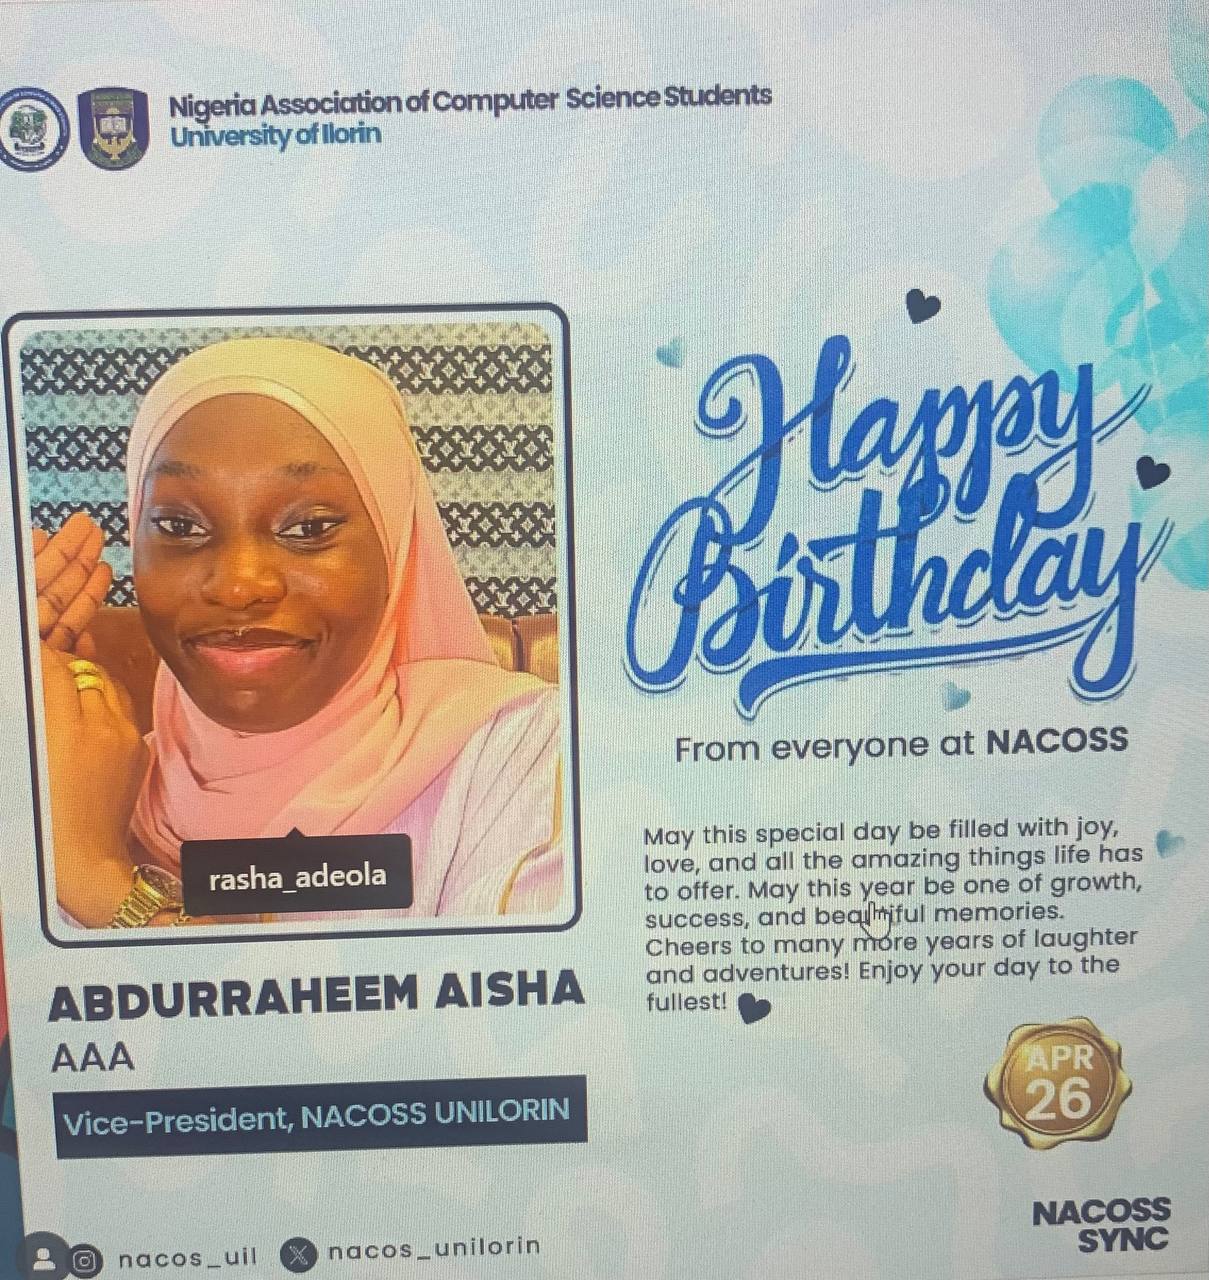 Nigeria Association of Computer Science Students
University of Ilorin
Happy
Birthday
From everyone at NACOSS
May this special day be filled with joy,
love, and all the amazing things life has
to offer. May this year be one of growth,
success, and beautiful memories.
Cheers to many more years of laughter
and adventures! Enjoy your day to the
fullest!
rasha_adeola
ABDURRAHEEM AISHA
AAA
Vice-President, NACOSS UNILORIN
APR
26
NACOSS
SYNC
nacos_uil
nacos_unilorin